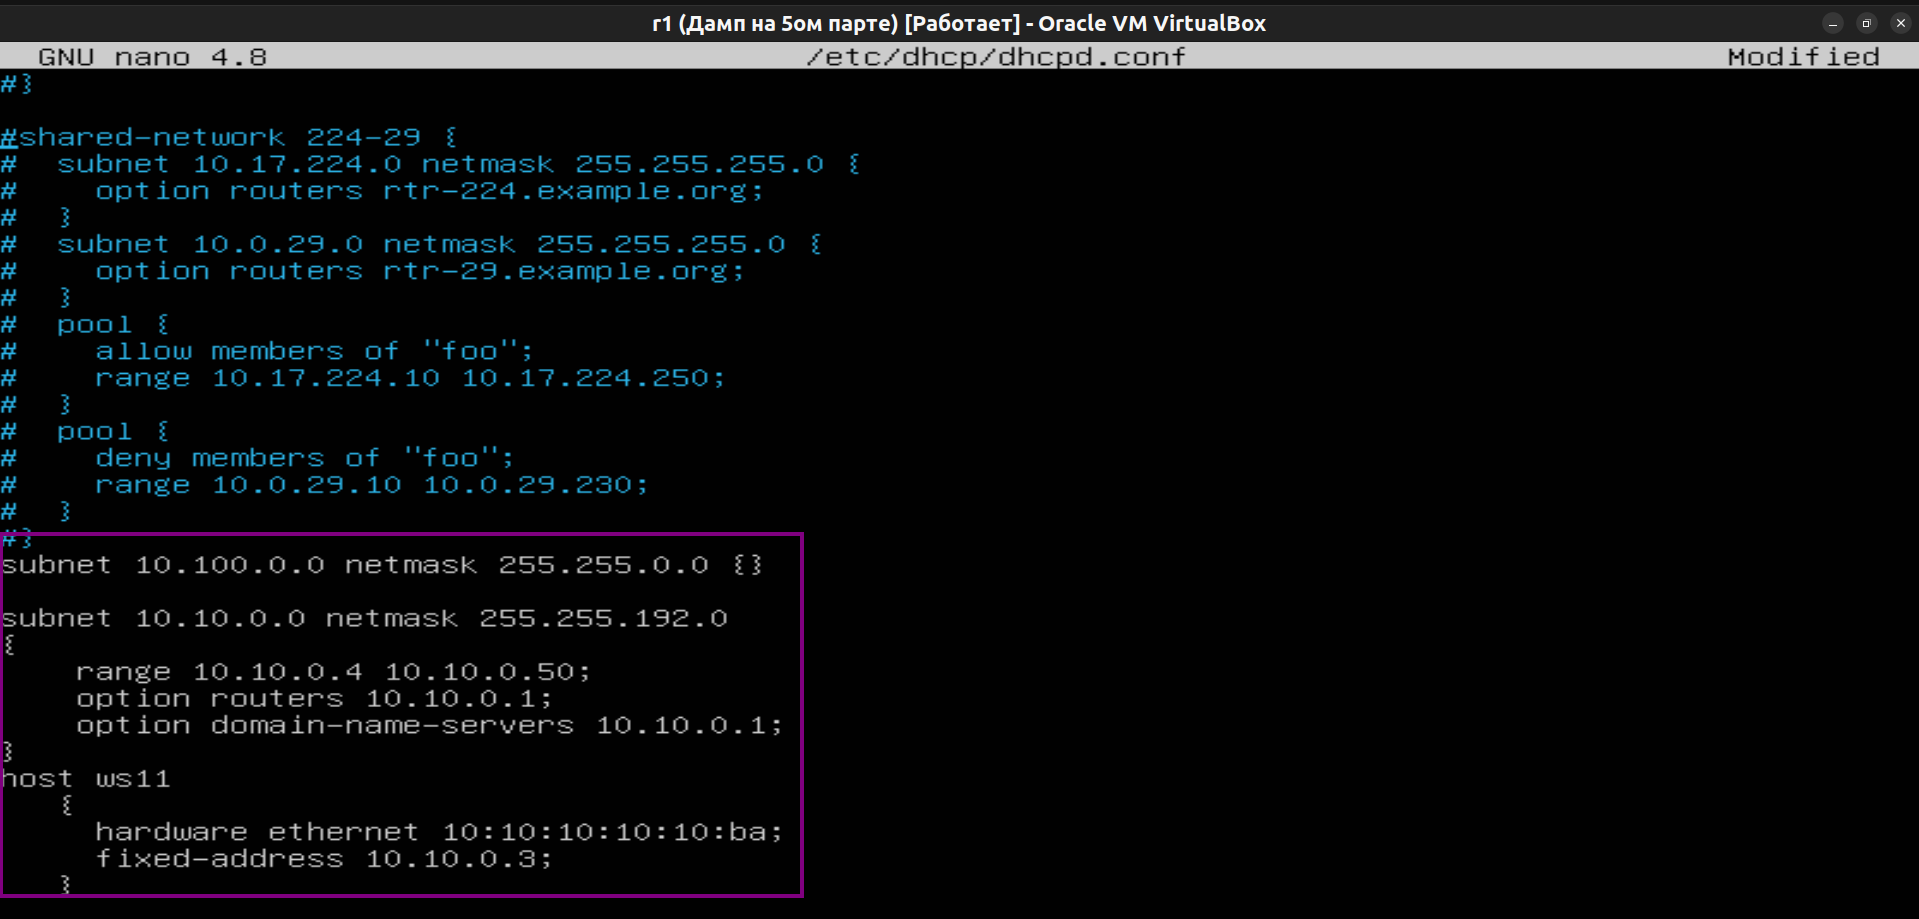 r1 (Дамп на 5ом парте) [Работает] - Oracle VM VirtualBox
GNU nano 4.8 /etc/dhcp/dhcpd.conf Modified
#}
#shared-network 224-29 {
#  subnet 10.17.224.0 netmask 255.255.255.0 {
#    option routers rtr-224.example.org;
#  }
#  subnet 10.0.29.0 netmask 255.255.255.0 {
#    option routers rtr-29.example.org;
#  }
#  pool {
#    allow members of "foo";
#    range 10.17.224.10 10.17.224.250;
#  }
#  pool {
#    deny members of "foo";
#    range 10.0.29.10 10.0.29.230;
#  }
#}
subnet 10.100.0.0 netmask 255.255.0.0 {}
subnet 10.10.0.0 netmask 255.255.192.0
{
    range 10.10.0.4 10.10.0.50;
    option routers 10.10.0.1;
    option domain-name-servers 10.10.0.1;
}
host ws11
   {
     hardware ethernet 10:10:10:10:10:ba;
     fixed-address 10.10.0.3;
   }